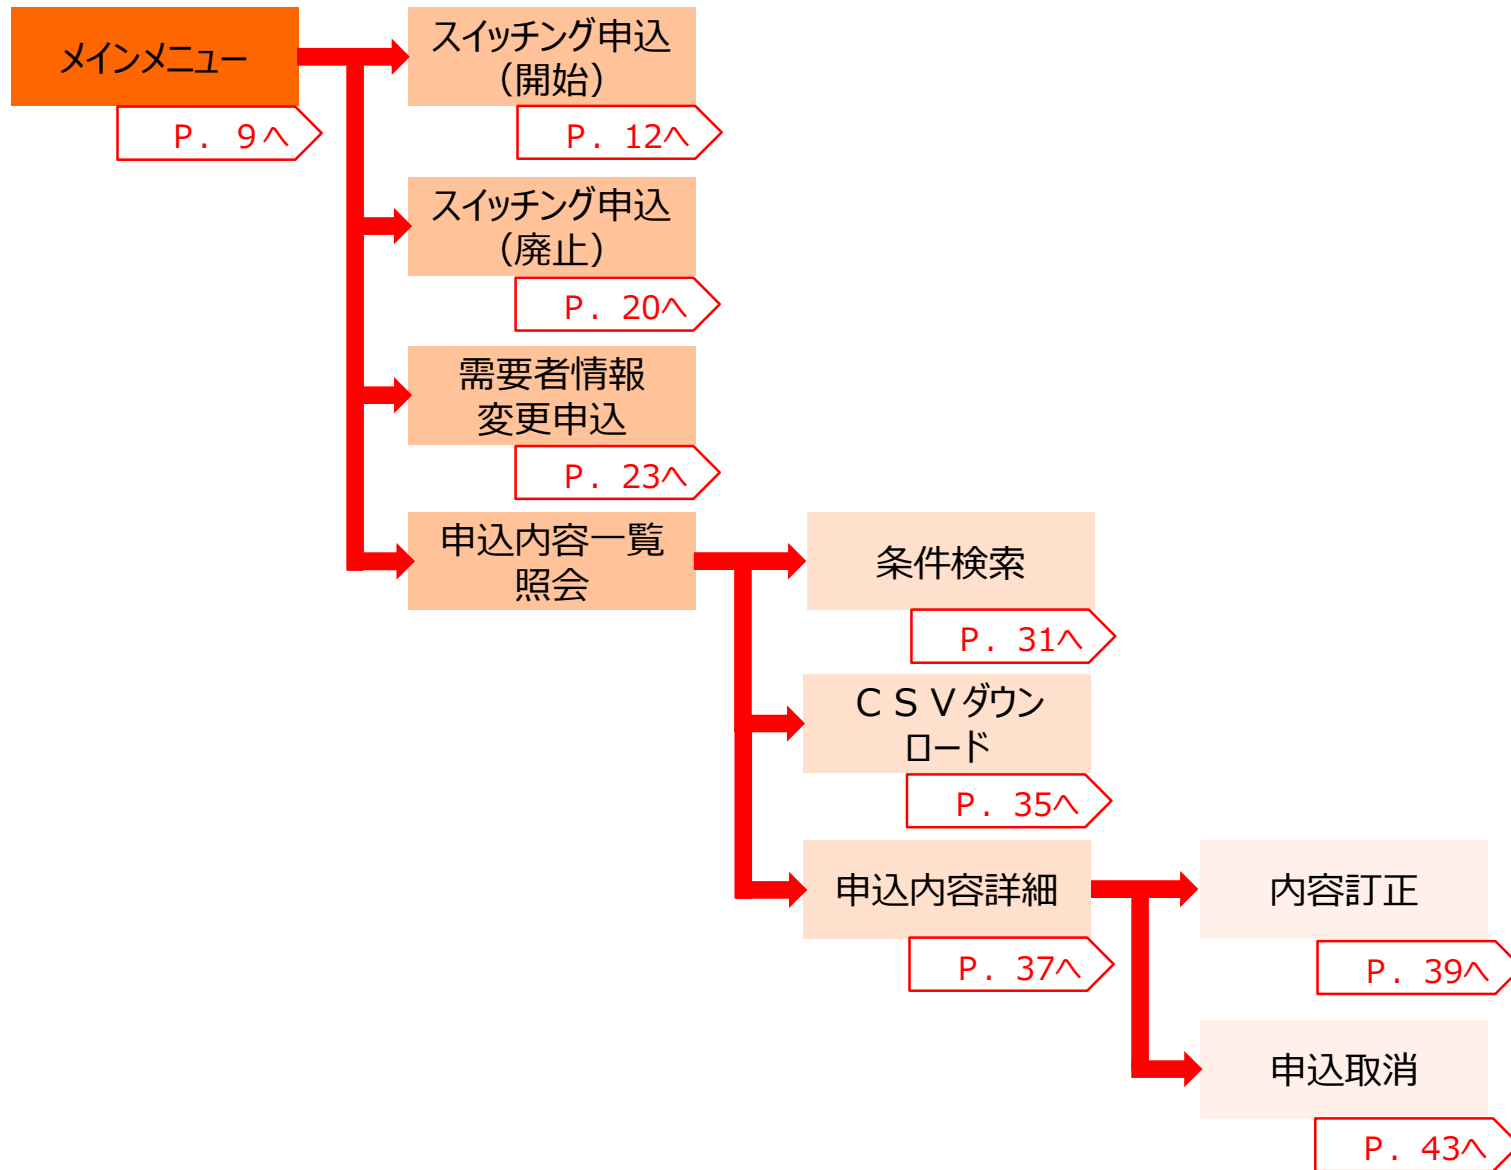 メインメニュー
P. 9へ
スイッチング申込
（開始）
P. 12へ
スイッチング申込
（廃止）
P. 20へ
需要者情報
変更申込
P. 23へ
申込内容一覧
照会
条件検索
P. 31へ
ＣＳＶダウン
ロード
P. 35へ
申込内容詳細
P. 37へ
内容訂正
P. 39へ
申込取消
P. 43へ